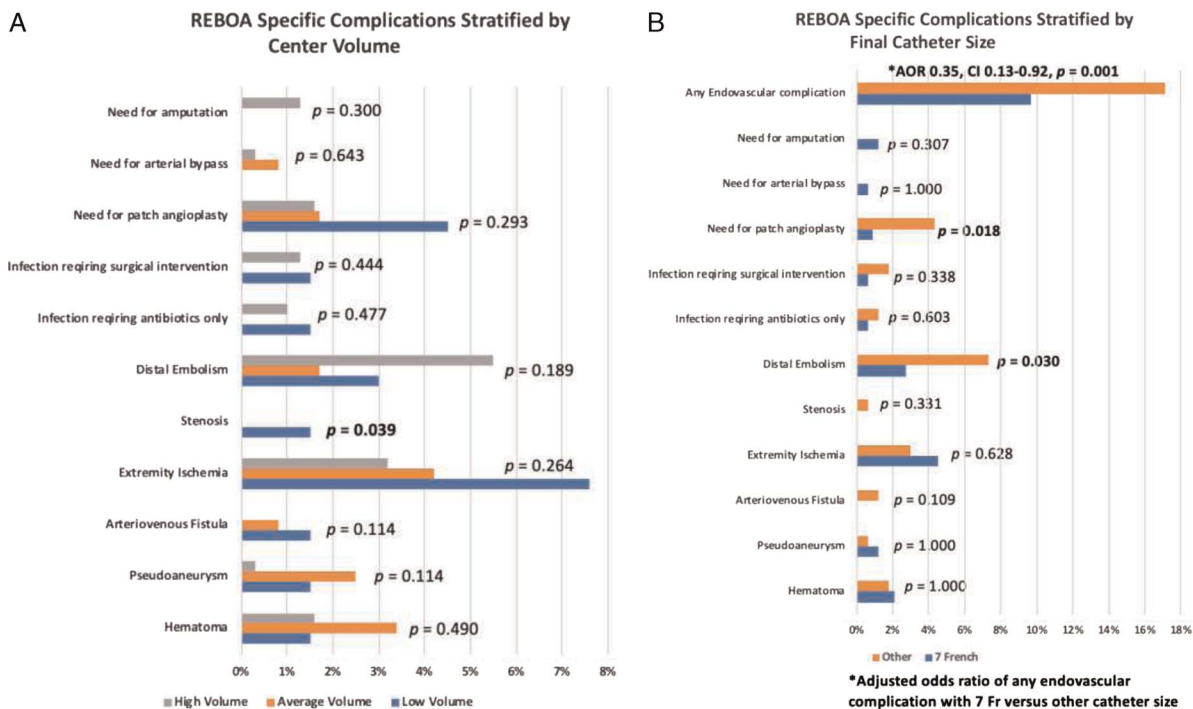 A
REBOA Specific Complications Stratified by
Center Volume
Need for amputation
p = 0.300
Need for arterial bypass
p = 0.643
Need for patch angioplasty
p = 0.293
Infection reqiring surgical intervention
p = 0.444
Infection reqiring antibiotics only
p = 0.477
Distal Embolism
p = 0.189
Stenosis
p = 0.039
Extremity Ischemia
p = 0.264
Arteriovenous Fistula
p = 0.114
Pseudoaneurysm
p = 0.114
Hematoma
p = 0.490
0% 1% 2% 3% 4% 5% 6% 7% 8%
High Volume Average Volume Low Volume
B
REBOA Specific Complications Stratified by
Final Catheter Size
*AOR 0.35, CI 0.13-0.92, p = 0.001
Any Endovascular complication
Need for amputation
p = 0.307
Need for arterial bypass
p = 1.000
Need for patch angioplasty
p = 0.018
Infection reqiring surgical intervention
p = 0.338
Infection reqiring antibiotics only
p = 0.603
Distal Embolism
p = 0.030
Stenosis
p = 0.331
Extremity Ischemia
p = 0.628
Arteriovenous Fistula
p = 0.109
Pseudoaneurysm
p = 1.000
Hematoma
p = 1.000
0% 2% 4% 6% 8% 10% 12% 14% 16% 18%
Other 7 French
*Adjusted odds ratio of any endovascular
complication with 7 Fr versus other catheter size